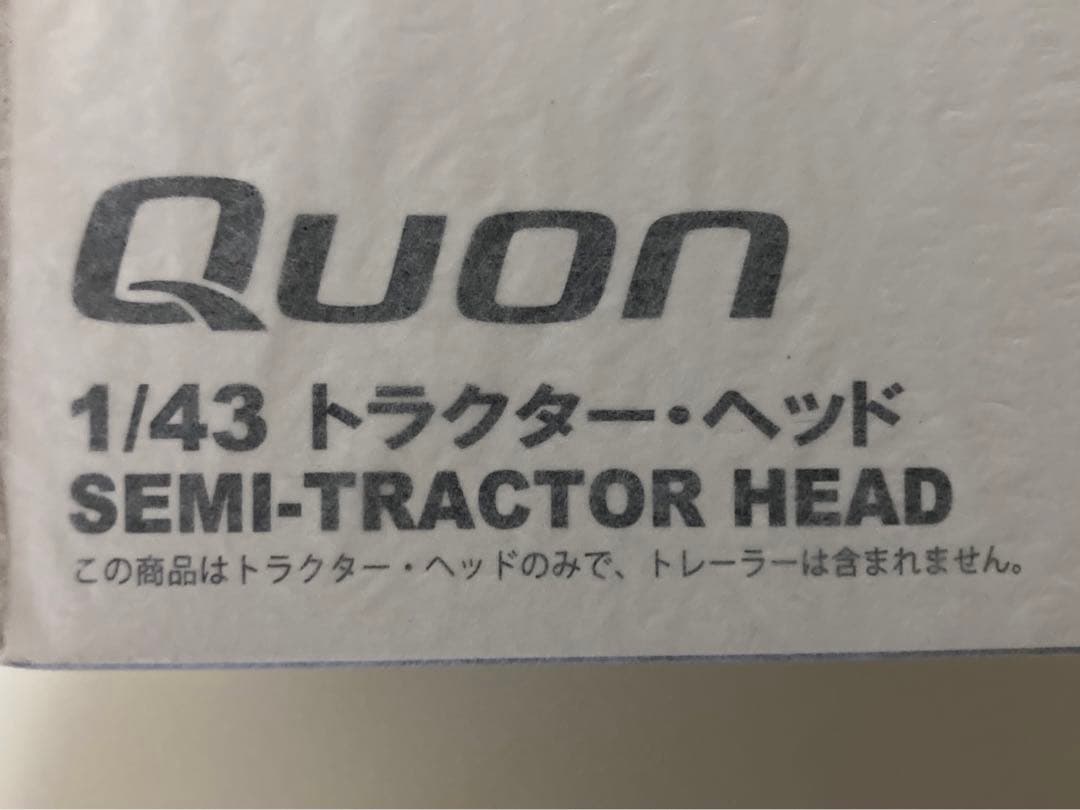 Quon
1/43 トラクター・ヘッド
SEMI-TRACTOR HEAD
この商品はトラクター・ヘッドのみで、トレーラーは含まれません。